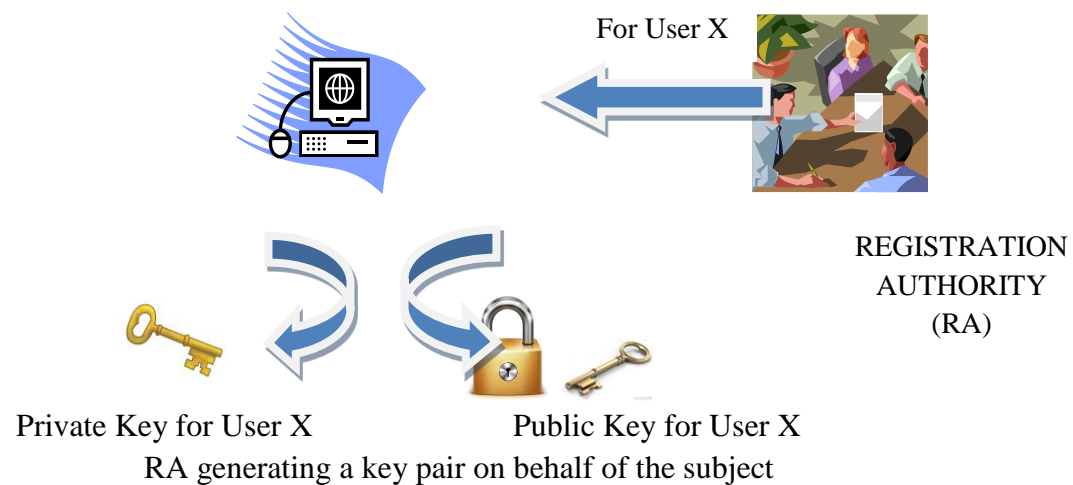 For User X
REGISTRATION
AUTHORITY
(RA)
Private Key for User X
Public Key for User X
RA generating a key pair on behalf of the subject